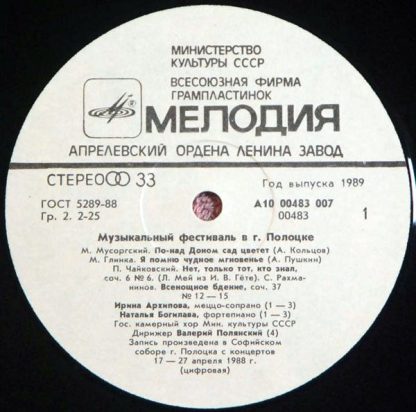 МИНИСТЕРСТВО
КУЛЬТУРЫ СССР
ВСЕСОЮЗНАЯ ФИРМА
ГРАМПЛАСТИНОК
МЕЛОДИЯ
АПРЕЛЕВСКИЙ ОРДЕНА ЛЕНИНА ЗАВОД
СТЕРЕО 33
Год выпуска 1989
ГОСТ 5289-88
Гр. 2. 2-25
А10 00483 007
00483
1
Музыкальный фестиваль в г. Полоцке
М. Мусоргский. По-над Доном сад цветет (А. Кольцов)
М. Глинка. Я помню чудное мгновенье (А. Пушкин)
П. Чайковский. Нет, только тот, кто знал,
соч. 6 № 6. (Л. Мей из И. В. Гёте). С. Рахма-
нинов. Всенощное бдение, соч. 37
№ 12 — 15
Ирина Архипова, меццо-сопрано (1 — 3)
Наталья Богилава, фортепиано (1 — 3)
Гос. камерный хор Мин. культуры СССР
Дирижер Валерий Полянский (4)
Запись произведена в Софийском
соборе г. Полоцка с концертов
17 — 27 апреля 1988 г.
(цифровая)